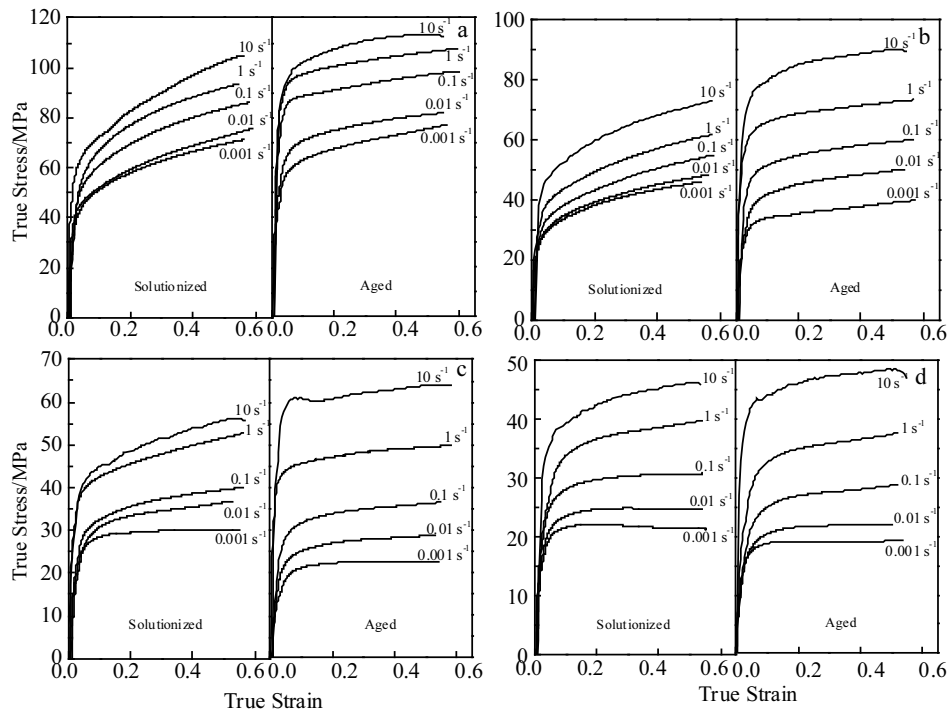 120
100
80
60
40
20
0
True Stress/MPa
a
10 s⁻¹
1 s⁻¹
0.1 s⁻¹
0.01 s⁻¹
0.001 s⁻¹
Solutionized
10 s⁻¹
1 s⁻¹
0.1 s⁻¹
0.01 s⁻¹
0.001 s⁻¹
Aged
0.0 0.2 0.4 0.6 0.0 0.2 0.4 0.6
100
80
60
40
20
0
True Stress/MPa
b
10 s⁻¹
1 s⁻¹
0.1 s⁻¹
0.01 s⁻¹
0.001 s⁻¹
Solutionized
10 s⁻¹
1 s⁻¹
0.1 s⁻¹
0.01 s⁻¹
0.001 s⁻¹
Aged
0.0 0.2 0.4 0.6 0.0 0.2 0.4 0.6
70
60
50
40
30
20
10
0
True Stress/MPa
c
10 s⁻¹
1 s⁻¹
0.1 s⁻¹
0.01 s⁻¹
0.001 s⁻¹
Solutionized
10 s⁻¹
1 s⁻¹
0.1 s⁻¹
0.01 s⁻¹
0.001 s⁻¹
Aged
0.0 0.2 0.4 0.6 0.0 0.2 0.4 0.6
True Strain
50
40
30
20
10
0
True Stress/MPa
d
10 s⁻¹
1 s⁻¹
0.1 s⁻¹
0.01 s⁻¹
0.001 s⁻¹
Solutionized
10 s⁻¹
1 s⁻¹
0.1 s⁻¹
0.01 s⁻¹
0.001 s⁻¹
Aged
0.0 0.2 0.4 0.6 0.0 0.2 0.4 0.6
True Strain